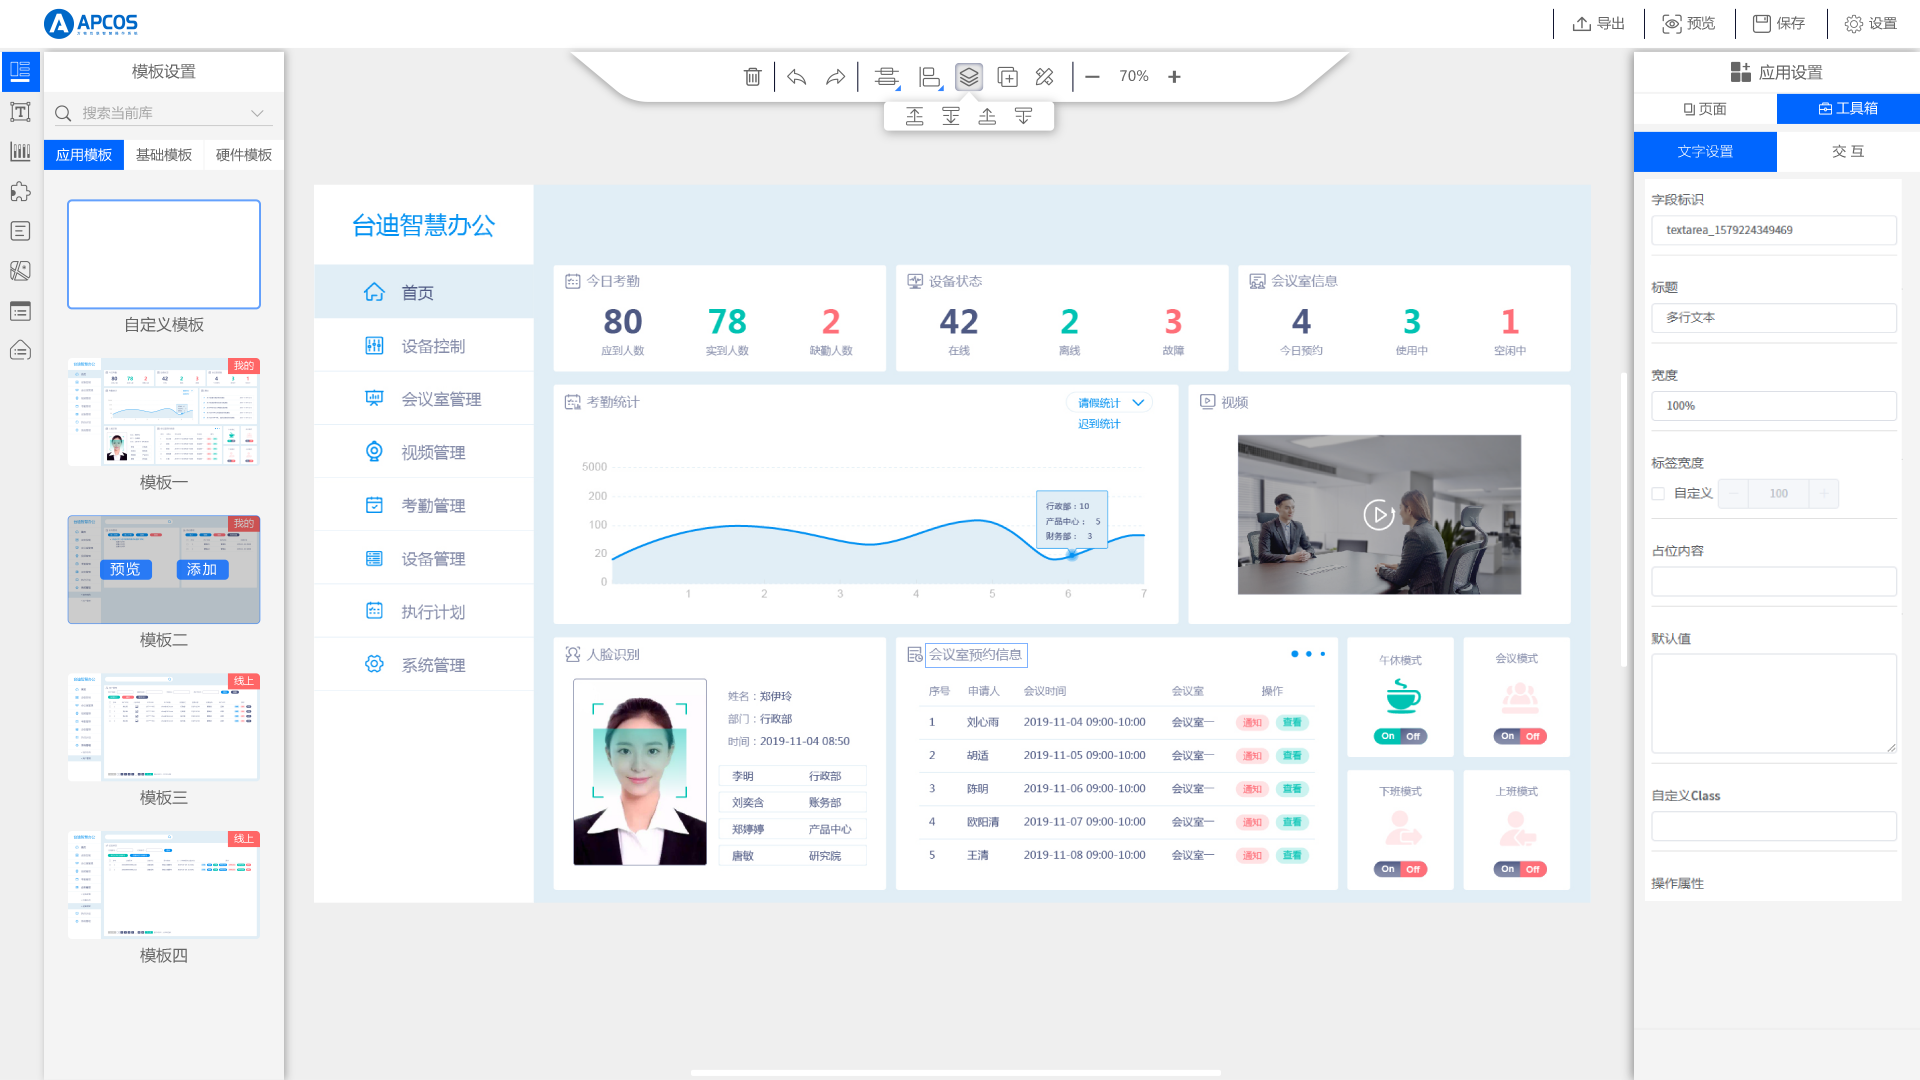 APCOS
导出
预览
保存
设置
模板设置
搜索当前库
应用模板
基础模板
硬件模板
自定义模板
我的
模板一
我的
预览
添加
模板二
线上
模板三
线上
模板四
70%
台迪智慧办公
首页
设备控制
会议室管理
视频管理
考勤管理
设备管理
执行计划
系统管理
今日考勤
80 78 2
应到人数 实到人数 缺勤人数
设备状态
42 2 3
在线 离线 故障
会议室信息
4 3 1
今日预约 使用中 空闲中
考勤统计
请假统计
迟到统计
5000
200
100
20
0
1 2 3 4 5 6 7
行政部：10
产品中心： 5
财务部： 3
视频
人脸识别
姓名：郑伊玲
部门：行政部
时间：2019-11-04 08:50
李明 行政部
刘奕含 账务部
郑婷婷 产品中心
唐敏 研究院
会议室预约信息
序号 申请人 会议时间 会议室 操作
1 刘心雨 2019-11-04 09:00-10:00 会议室一 通知 查看
2 胡适 2019-11-05 09:00-10:00 会议室一 通知 查看
3 陈明 2019-11-06 09:00-10:00 会议室一 通知 查看
4 欧阳清 2019-11-07 09:00-10:00 会议室一 通知 查看
5 王清 2019-11-08 09:00-10:00 会议室一 通知 查看
午休模式
On Off
会议模式
On Off
下班模式
On Off
上班模式
On Off
应用设置
页面
工具箱
文字设置
交 互
字段标识
textarea_1579224349469
标题
多行文本
宽度
100%
标签宽度
自定义
100
占位内容
默认值
自定义Class
操作属性